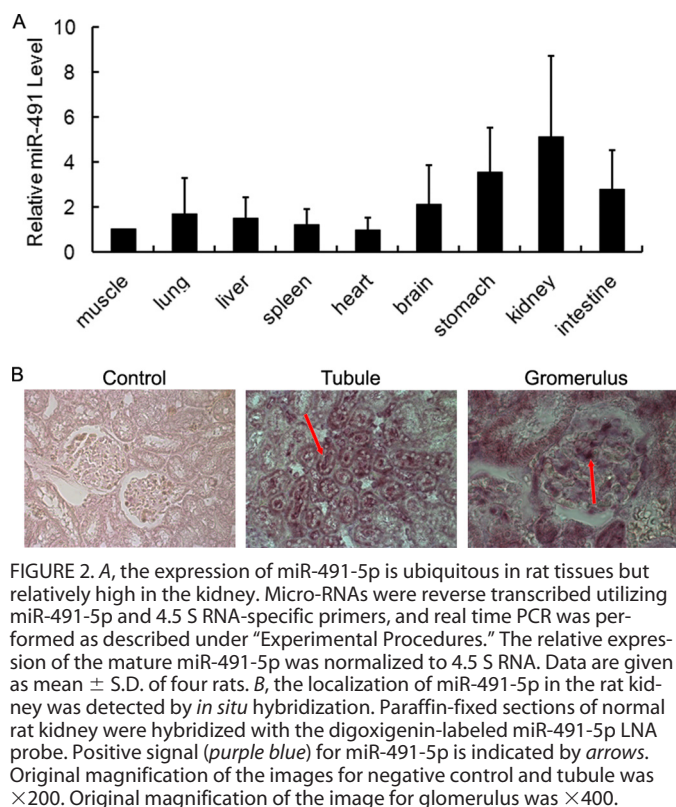 A
10
8
6
4
2
0
Relative miR-491 Level
muscle
lung
liver
spleen
heart
brain
stomach
kidney
intestine
B
Control
Tubule
Gromerulus
FIGURE 2. A, the expression of miR-491-5p is ubiquitous in rat tissues but
relatively high in the kidney. Micro-RNAs were reverse transcribed utilizing
miR-491-5p and 4.5 S RNA-specific primers, and real time PCR was per-
formed as described under “Experimental Procedures.” The relative expres-
sion of the mature miR-491-5p was normalized to 4.5 S RNA. Data are given
as mean ± S.D. of four rats. B, the localization of miR-491-5p in the rat kid-
ney was detected by in situ hybridization. Paraffin-fixed sections of normal
rat kidney were hybridized with the digoxigenin-labeled miR-491-5p LNA
probe. Positive signal (purple blue) for miR-491-5p is indicated by arrows.
Original magnification of the images for negative control and tubule was
×200. Original magnification of the image for glomerulus was ×400.